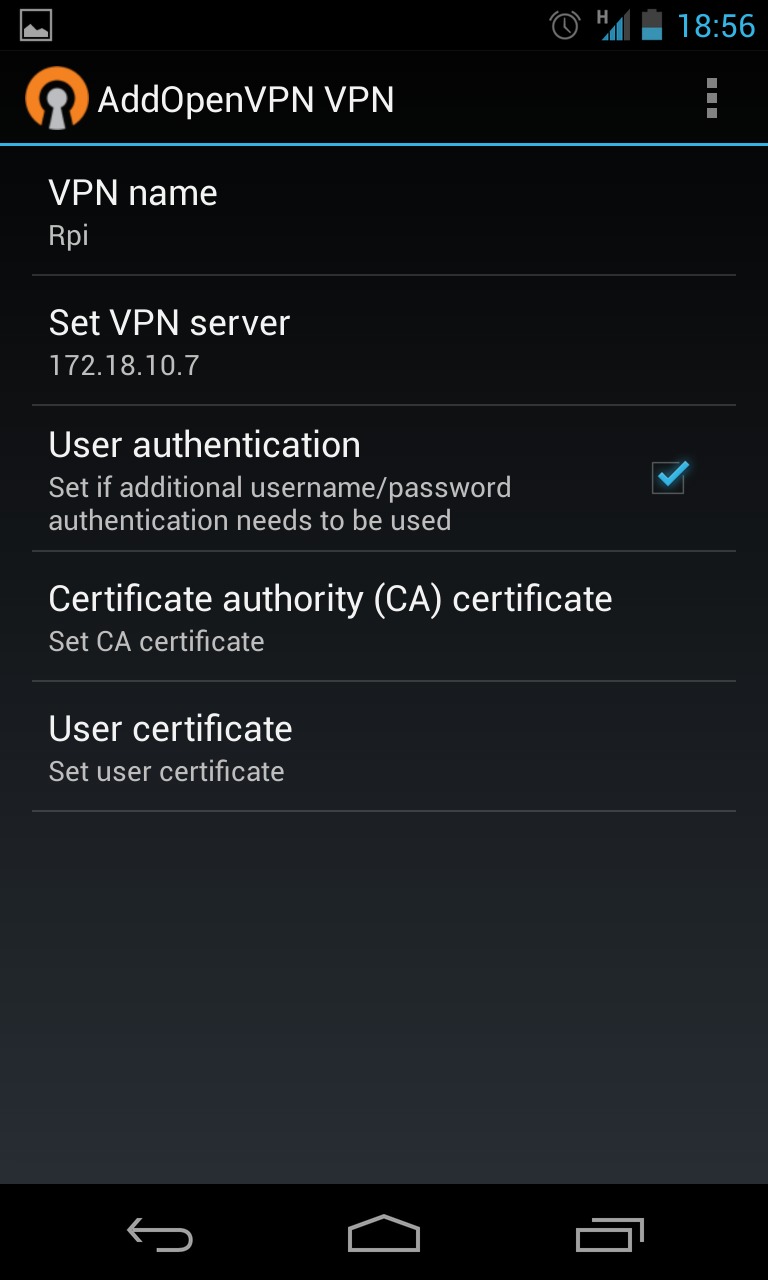 H
18:56
AddOpenVPN VPN
VPN name
Rpi
Set VPN server
172.18.10.7
User authentication
Set if additional username/password
authentication needs to be used
Certificate authority (CA) certificate
Set CA certificate
User certificate
Set user certificate